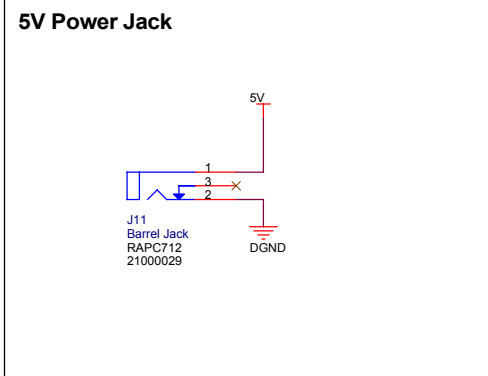 5V Power Jack
5V
1
3
2
J11
Barrel Jack
RAPC712
21000029
DGND